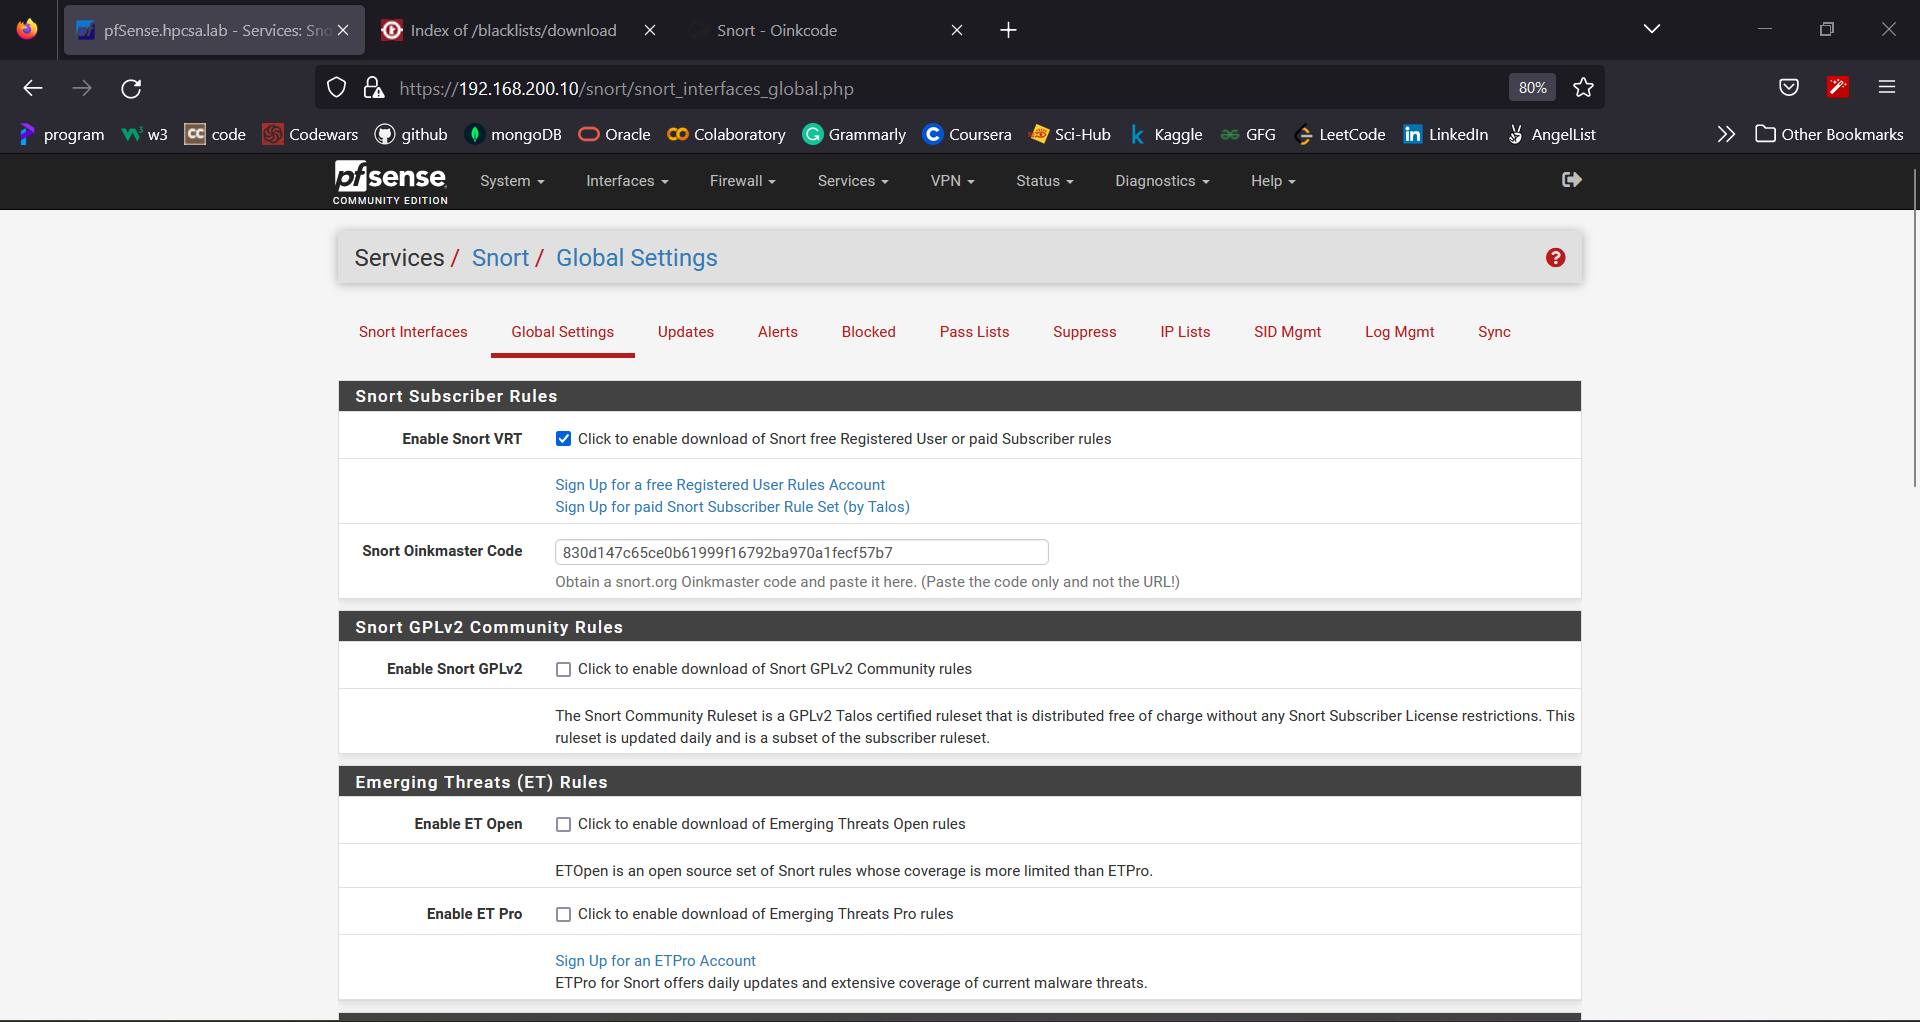 pfSense.hpcsa.lab - Services: Sno
Index of /blacklists/download
Snort - Oinkcode
https://192.168.200.10/snort/snort_interfaces_global.php
80%
program
w3
code
Codewars
github
mongoDB
Oracle
Colaboratory
Grammarly
Coursera
Sci-Hub
Kaggle
GFG
LeetCode
LinkedIn
AngelList
Other Bookmarks
pfsense
COMMUNITY EDITION
System
Interfaces
Firewall
Services
VPN
Status
Diagnostics
Help
Services / Snort / Global Settings
Snort Interfaces
Global Settings
Updates
Alerts
Blocked
Pass Lists
Suppress
IP Lists
SID Mgmt
Log Mgmt
Sync
Snort Subscriber Rules
Enable Snort VRT
Click to enable download of Snort free Registered User or paid Subscriber rules
Sign Up for a free Registered User Rules Account
Sign Up for paid Snort Subscriber Rule Set (by Talos)
Snort Oinkmaster Code
830d147c65ce0b61999f16792ba970a1fecf57b7
Obtain a snort.org Oinkmaster code and paste it here. (Paste the code only and not the URL!)
Snort GPLv2 Community Rules
Enable Snort GPLv2
Click to enable download of Snort GPLv2 Community rules
The Snort Community Ruleset is a GPLv2 Talos certified ruleset that is distributed free of charge without any Snort Subscriber License restrictions. This
ruleset is updated daily and is a subset of the subscriber ruleset.
Emerging Threats (ET) Rules
Enable ET Open
Click to enable download of Emerging Threats Open rules
ETOpen is an open source set of Snort rules whose coverage is more limited than ETPro.
Enable ET Pro
Click to enable download of Emerging Threats Pro rules
Sign Up for an ETPro Account
ETPro for Snort offers daily updates and extensive coverage of current malware threats.